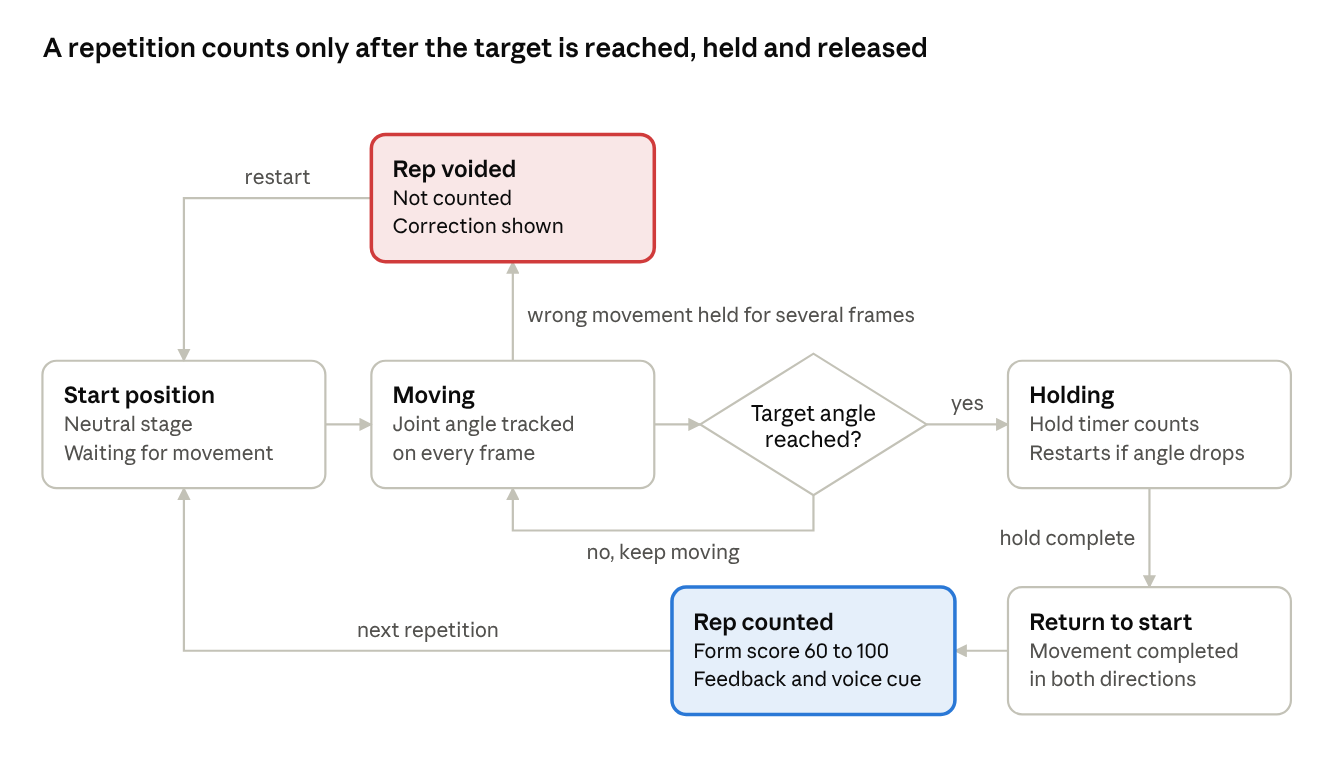 A repetition counts only after the target is reached, held and released
Rep voided
Not counted
Correction shown
restart
wrong movement held for several frames
Start position
Neutral stage
Waiting for movement
Moving
Joint angle tracked
on every frame
Target angle
reached?
yes
Holding
Hold timer counts
Restarts if angle drops
no, keep moving
hold complete
next repetition
Rep counted
Form score 60 to 100
Feedback and voice cue
Return to start
Movement completed
in both directions